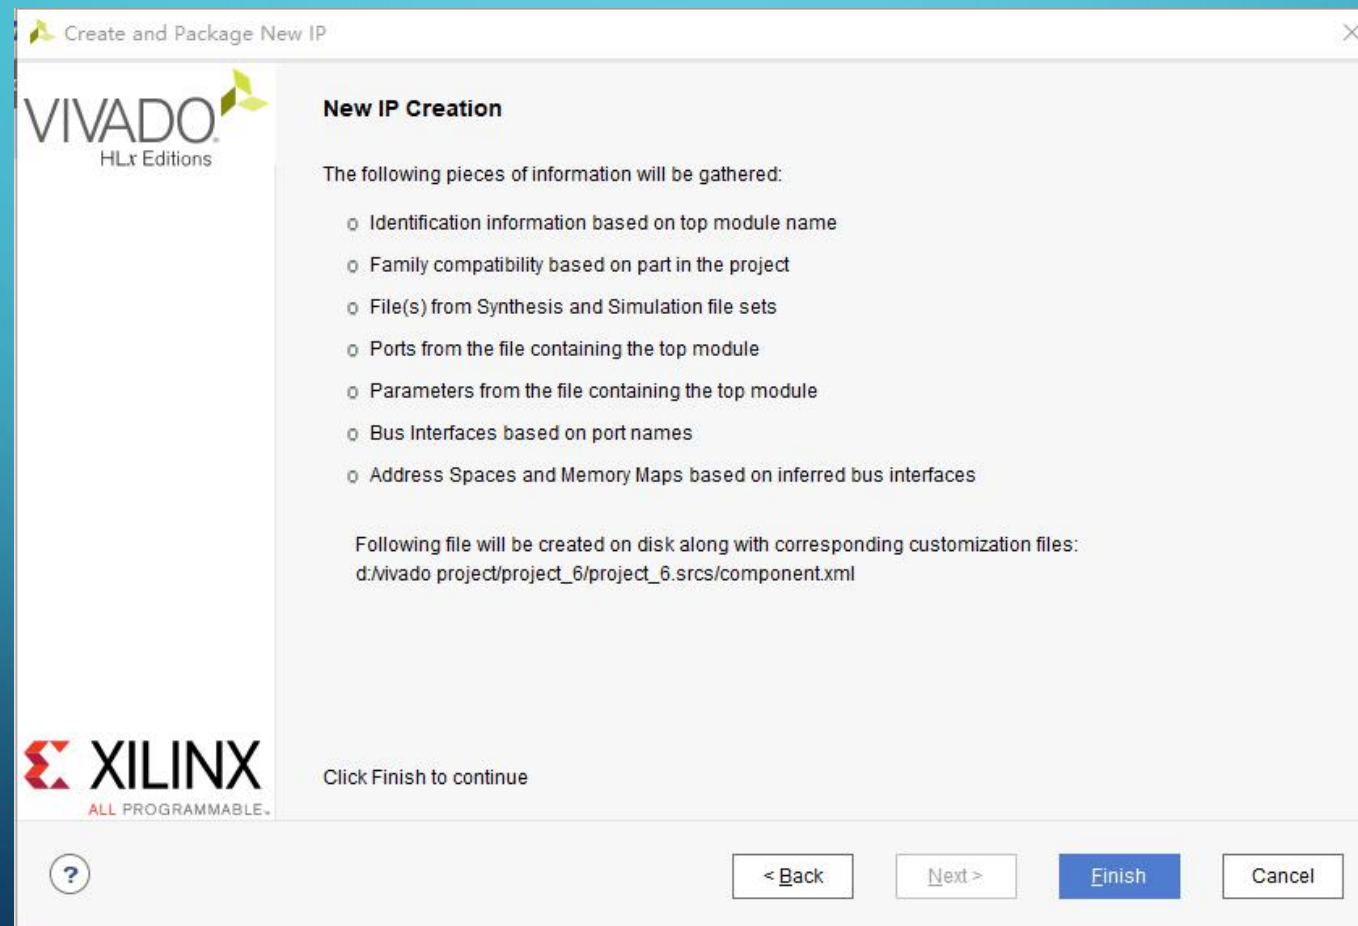 Create and Package New IP
VIVADO
HLx Editions
New IP Creation
The following pieces of information will be gathered:
Identification information based on top module name
Family compatibility based on part in the project
File(s) from Synthesis and Simulation file sets
Ports from the file containing the top module
Parameters from the file containing the top module
Bus Interfaces based on port names
Address Spaces and Memory Maps based on inferred bus interfaces
Following file will be created on disk along with corresponding customization files:
d:/vivado project/project_6/project_6.srcs/component.xml
XILINX
ALL PROGRAMMABLE™
Click Finish to continue
?
< Back
Next >
Finish
Cancel